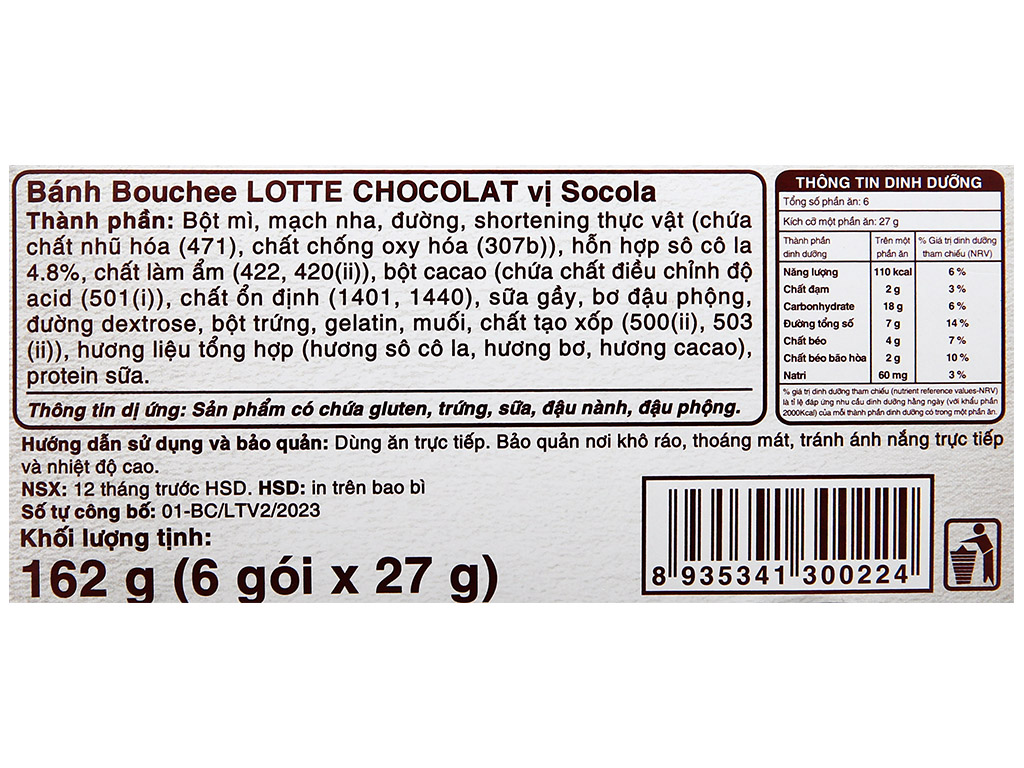 Bánh Bouchee LOTTE CHOCOLAT vị Socola
Thành phần: Bột mì, mạch nha, đường, shortening thực vật (chứa
chất nhũ hóa (471), chất chống oxy hóa (307b)), hỗn hợp sô cô la
4.8%, chất làm ẩm (422, 420(ii)), bột cacao (chứa chất điều chỉnh độ
acid (501(i)), chất ổn định (1401, 1440), sữa gầy, bơ đậu phộng,
đường dextrose, bột trứng, gelatin, muối, chất tạo xốp (500(ii), 503
(ii)), hương liệu tổng hợp (hương sô cô la, hương bơ, hương cacao),
protein sữa.
Thông tin dị ứng: Sản phẩm có chứa gluten, trứng, sữa, đậu nành, đậu phộng.
THÔNG TIN DINH DƯỠNG
Tổng số phần ăn: 6
Kích cỡ một phần ăn: 27 g
Thành phần dinh dưỡng Trên một phần ăn % Giá trị dinh dưỡng tham chiếu (NRV)
Năng lượng 110 kcal 6 %
Chất đạm 2 g 3 %
Carbonhydrate 18 g 6 %
Đường tổng số 7 g 14 %
Chất béo 4 g 7 %
Chất béo bão hòa 2 g 10 %
Natri 60 mg 3 %
% giá trị dinh dưỡng tham chiếu (nutrient reference values-NRV)
là tỉ lệ đáp ứng nhu cầu dinh dưỡng hằng ngày (với khẩu phần
2000Kcal) của mỗi thành phần dinh dưỡng có trong một phần ăn.
Hướng dẫn sử dụng và bảo quản: Dùng ăn trực tiếp. Bảo quản nơi khô ráo, thoáng mát, tránh ánh nắng trực tiếp
và nhiệt độ cao.
NSX: 12 tháng trước HSD. HSD: in trên bao bì
Số tự công bố: 01-BC/LTV2/2023
Khối lượng tịnh:
162 g (6 gói x 27 g)
8 935341 300224